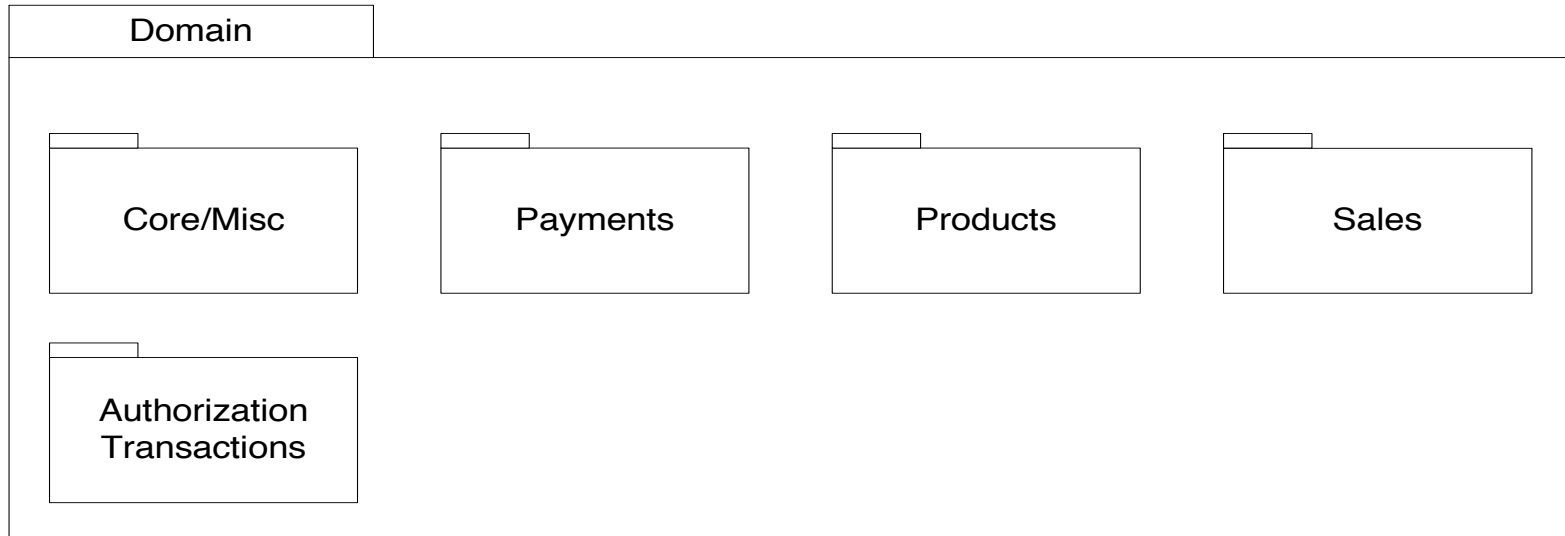 Domain
Core/Misc
Payments
Products
Sales
Authorization
Transactions